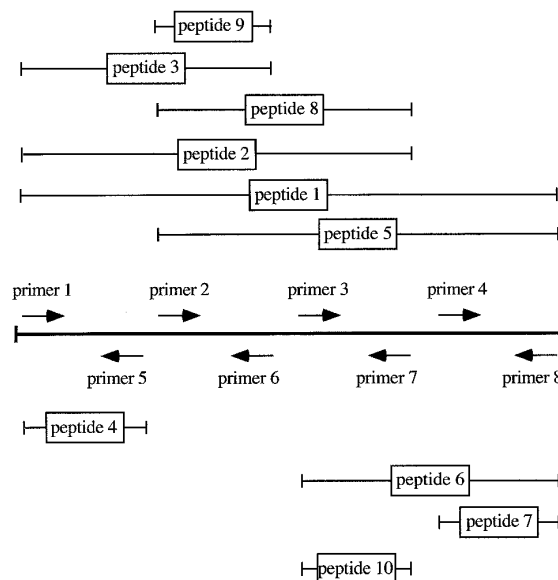 peptide 9
peptide 3
peptide 8
peptide 2
peptide 1
peptide 5
primer 1 primer 2 primer 3 primer 4
primer 5 primer 6 primer 7 primer 8
peptide 4
peptide 6
peptide 7
peptide 10